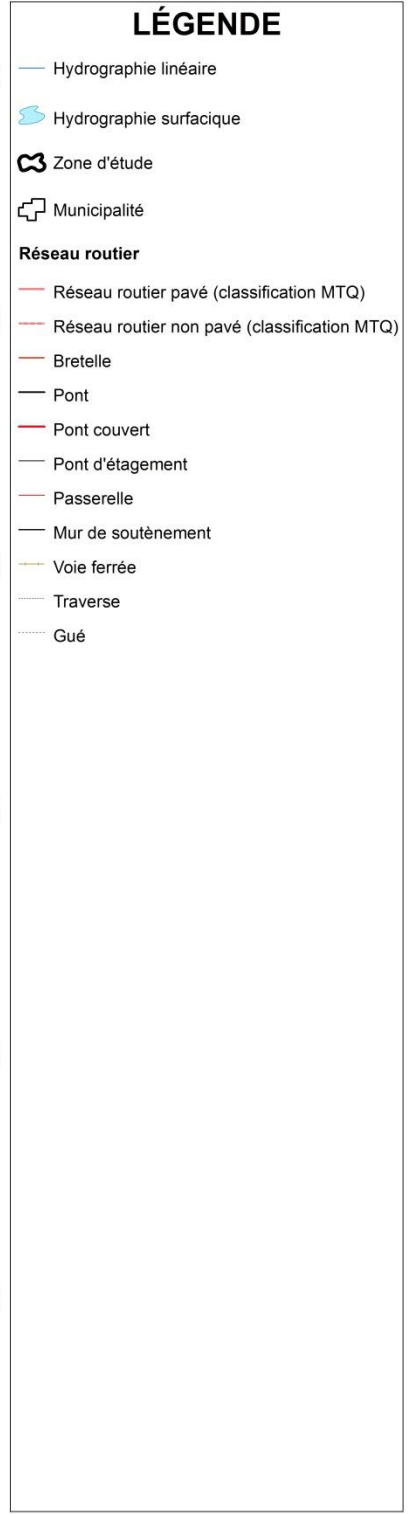 LÉGENDE
Hydrographie linéaire
Hydrographie surfacique
Zone d'étude
Municipalité
Réseau routier
Réseau routier pavé (classification MTQ)
Réseau routier non pavé (classification MTQ)
Bretelle
Pont
Pont couvert
Pont d'étagement
Passerelle
Mur de soutènement
Voie ferrée
Traverse
Gué